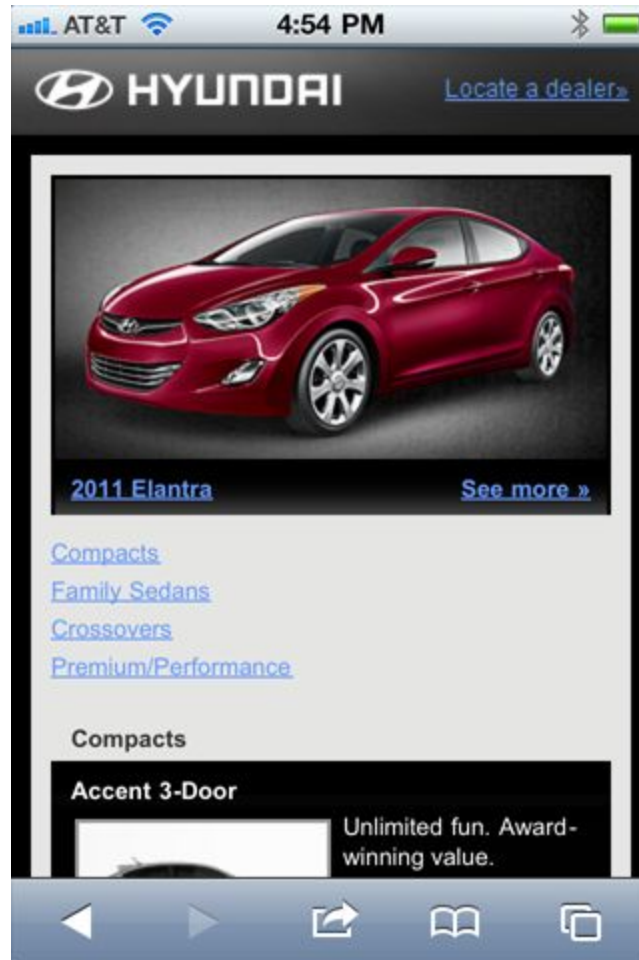 AT&T 4:54 PM
HYUNDAI Locate a dealer»
2011 Elantra See more »
Compacts
Family Sedans
Crossovers
Premium/Performance
Compacts
Accent 3-Door
Unlimited fun. Award-
winning value.